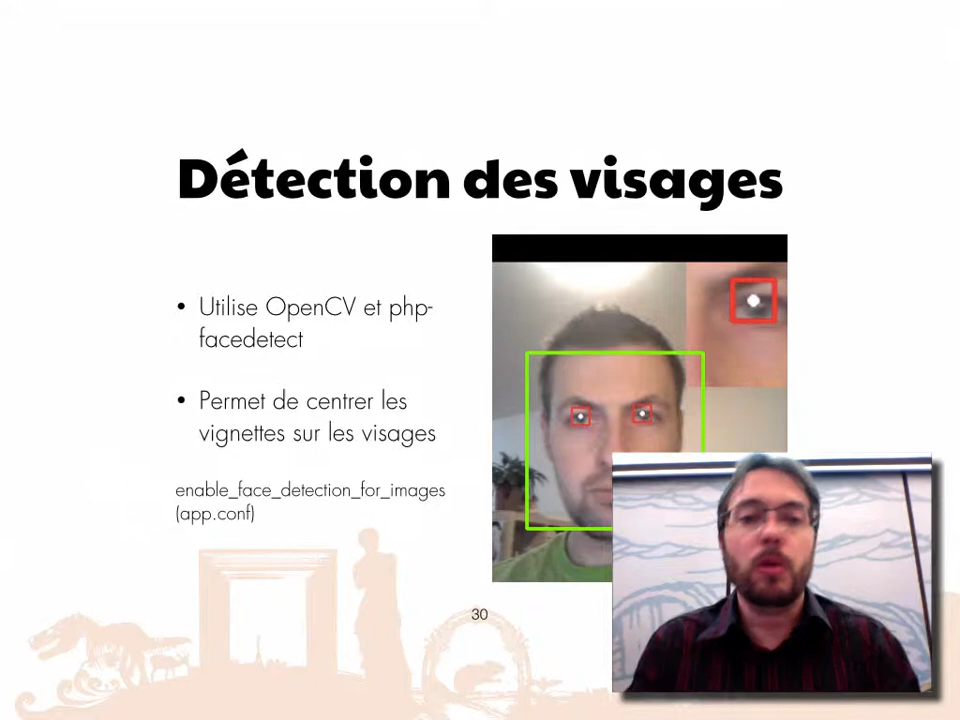 Détection des visages
• Utilise OpenCV et php-
facedetect
• Permet de centrer les
vignettes sur les visages
enable_face_detection_for_images
(app.conf)
30